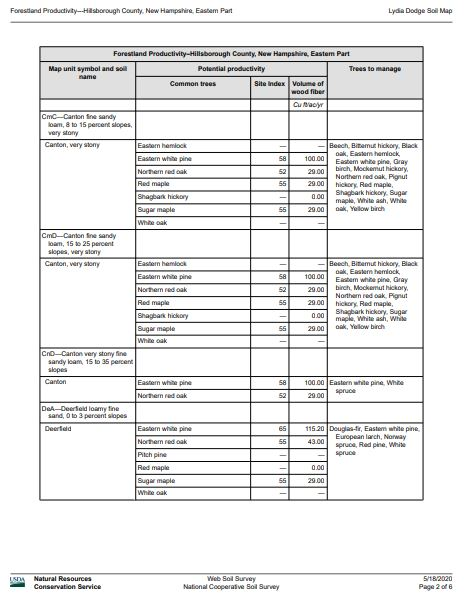 Forestland Productivity---Hillsborough County, New Hampshire, Eastern Part Lydia Dodge Soil Map
Forestland Productivity–Hillsborough County, New Hampshire, Eastern Part
Map unit symbol and soil name Potential productivity Trees to manage
Common trees Site Index Volume of wood fiber
Cu ft/ac/yr
CmC—Canton fine sandy
loam, 8 to 15 percent slopes,
very stony
Canton, very stony Eastern hemlock — — Beech, Bitternut hickory, Black
oak, Eastern hemlock,
Eastern white pine, Gray
birch, Mockernut hickory,
Northern red oak, Pignut
hickory, Red maple,
Shagbark hickory, Sugar
maple, White ash, White
oak, Yellow birch
Eastern white pine 58 100.00
Northern red oak 52 29.00
Red maple 55 29.00
Shagbark hickory — 0.00
Sugar maple 55 29.00
White oak — —
CmD—Canton fine sandy
loam, 15 to 25 percent
slopes, very stony
Canton, very stony Eastern hemlock — — Beech, Bitternut hickory, Black
oak, Eastern hemlock,
Eastern white pine, Gray
birch, Mockernut hickory,
Northern red oak, Pignut
hickory, Red maple,
Shagbark hickory, Sugar
maple, White ash, White
oak, Yellow birch
Eastern white pine 58 100.00
Northern red oak 52 29.00
Red maple 55 29.00
Shagbark hickory — 0.00
Sugar maple 55 29.00
White oak — —
CnD—Canton very stony fine
sandy loam, 15 to 35 percent
slopes
Canton Eastern white pine 58 100.00 Eastern white pine, White
spruce
Northern red oak 52 29.00
DeA—Deerfield loamy fine
sand, 0 to 3 percent slopes
Deerfield Eastern white pine 65 115.20 Douglas-fir, Eastern white pine,
European larch, Norway
spruce, Red pine, White
spruce
Northern red oak 55 43.00
Pitch pine — —
Red maple — 0.00
Sugar maple 55 29.00
White oak — —
USDA Natural Resources
Conservation Service
Web Soil Survey
National Cooperative Soil Survey
5/18/2020
Page 2 of 6